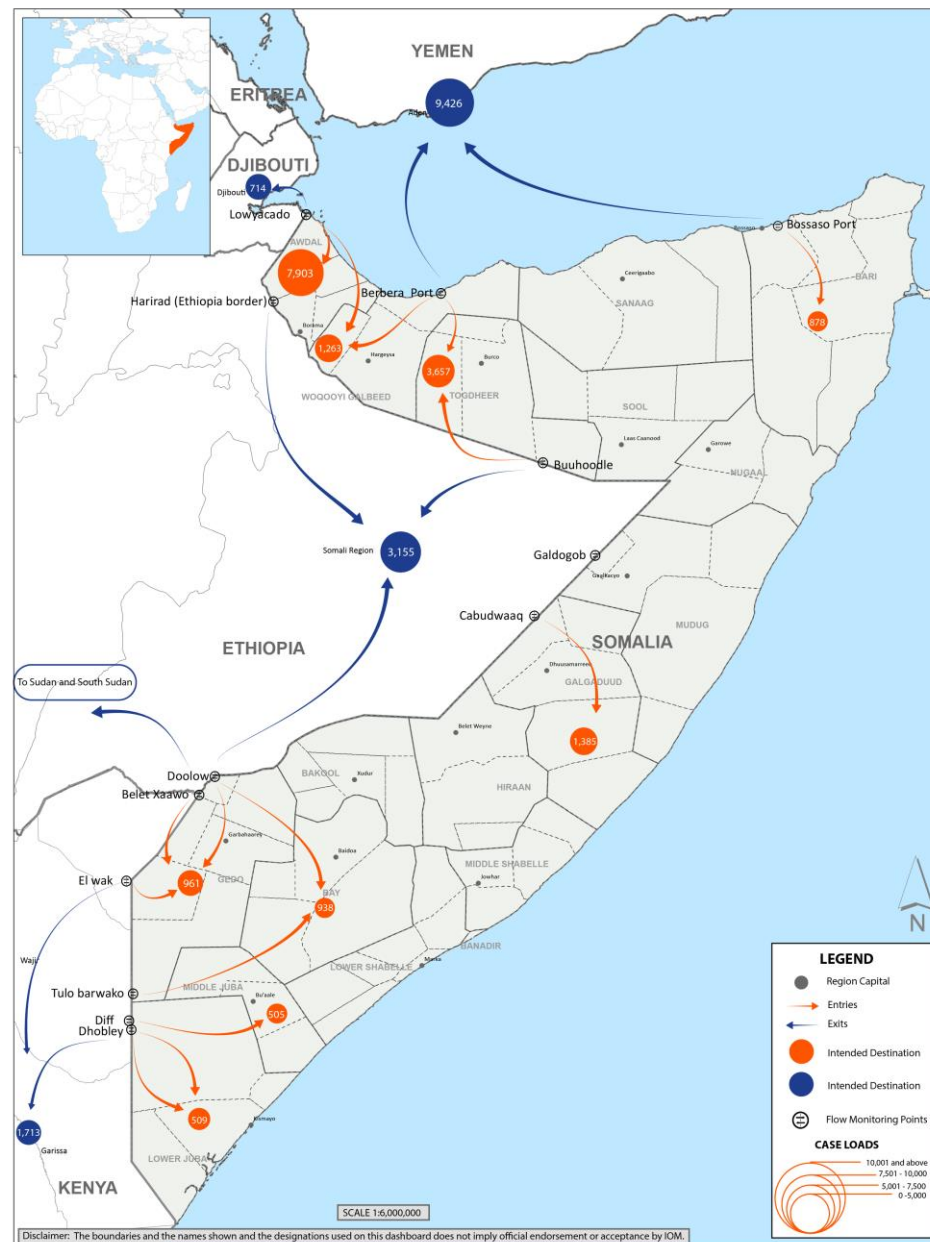 YEMEN
9,426
Aden
ERITREA
DJIBOUTI
714
Djibouti
Lowyacado
Bossaso Port
Bossaso
AWDAL
BARI
7,903
Ceerigaabo
Harirad (Ethiopia border)
Berbera Port
SANAAG
878
Borama
1,263
Hargeysa
Burco
3,657
WOQOOYI GALBEED
TOGDHEER
SOOL
Laas Caanood
Garowe
Buuhoodle
NUGAAL
Somali Region
3,155
Galdogob
Gaalkacyo
Cabudwaaq
SOMALIA
MUDUG
ETHIOPIA
Dhuusamarreeb
GALGADUUD
To Sudan and South Sudan
Belet Weyne
1,385
Doolow
BAKOOL
Xudur
Belet Xaawo
HIRAAN
Garbahaarey
Baidoa
MIDDLE SHABELLE
El wak
961
GEDO
BAY
Jowhar
938
N
BANADIR
Wajir
LOWER SHABELLE
Marka
Tulo barwako
MIDDLE JUBA
Bu'aale
Diff
505
Dhobley
509
1,713
Kismayo
Garissa
LOWER JUBA
KENYA
LEGEND
Region Capital
Entries
Exits
Intended Destination
Intended Destination
Flow Monitoring Points
CASE LOADS
10,001 and above
7,501 - 10,000
5,001 - 7,500
0 -5,000
SCALE 1:6,000,000
Disclaimer: The boundaries and the names shown and the designations used on this dashboard does not imply official endorsement or acceptance by IOM.